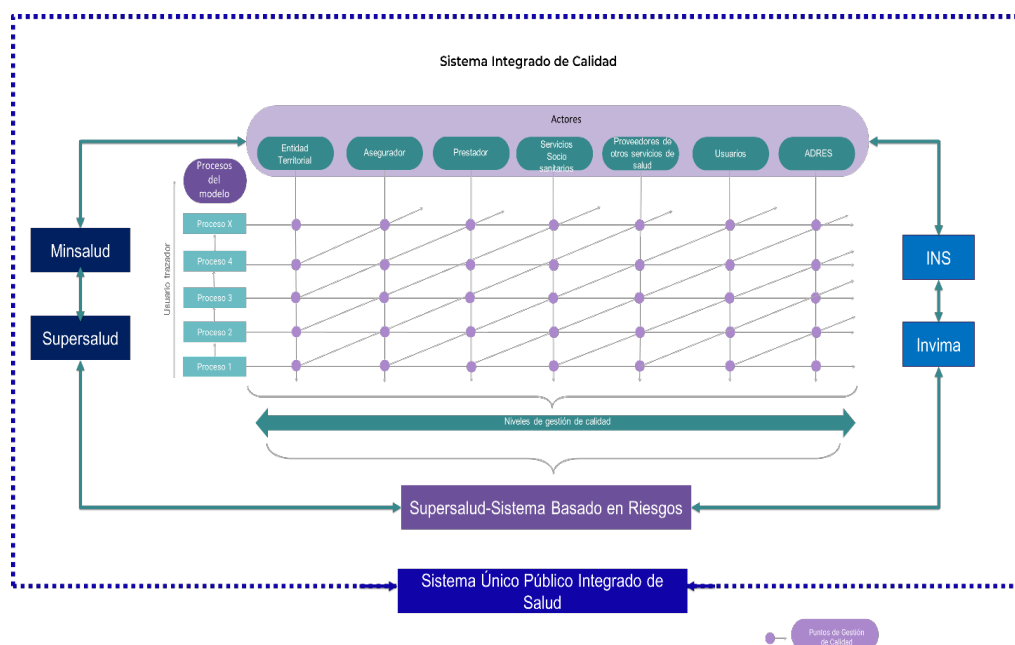 Sistema Integrado de Calidad
Actores
Entidad
Territorial
Asegurador
Prestador
Servicios
Socio
sanitarios
Proveedores de
otros servicios de
salud
Usuarios
ADRES
Procesos
del
modelo
Usuario trazador
Proceso X
Proceso 4
Proceso 3
Proceso 2
Proceso 1
Minsalud
Supersalud
INS
Invima
Niveles de gestión de calidad
Supersalud-Sistema Basado en Riesgos
Sistema Único Público Integrado de
Salud
Puntos de Gestión
de Calidad